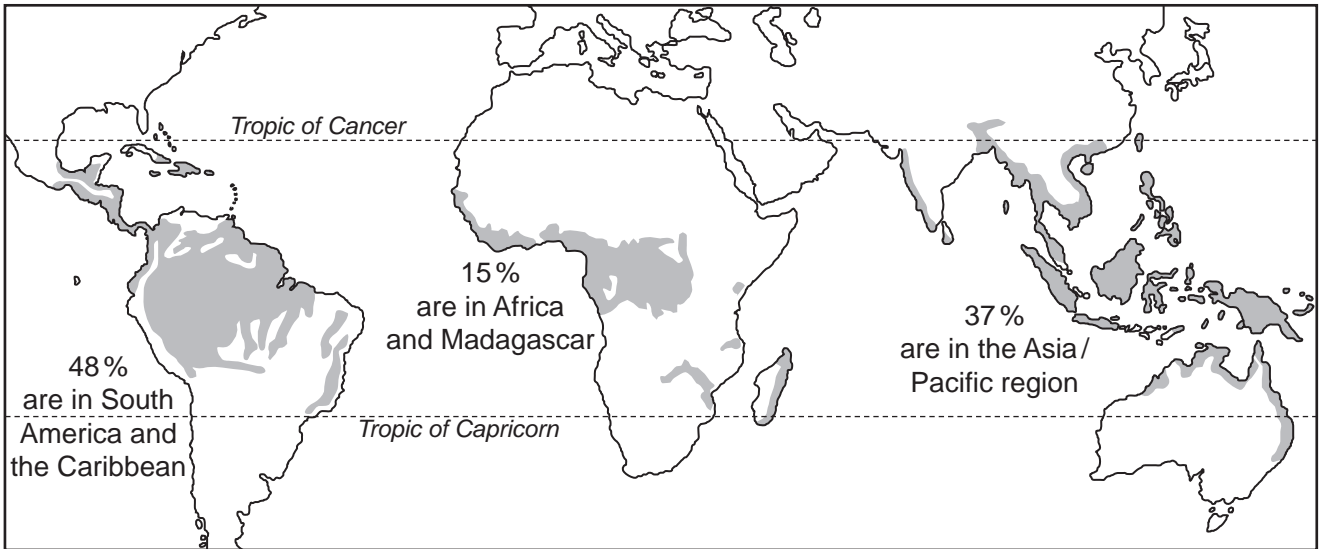 Tropic of Cancer
15%
are in Africa
and Madagascar
37%
are in the Asia/
Pacific region
48%
are in South
America and
the Caribbean
Tropic of Capricorn